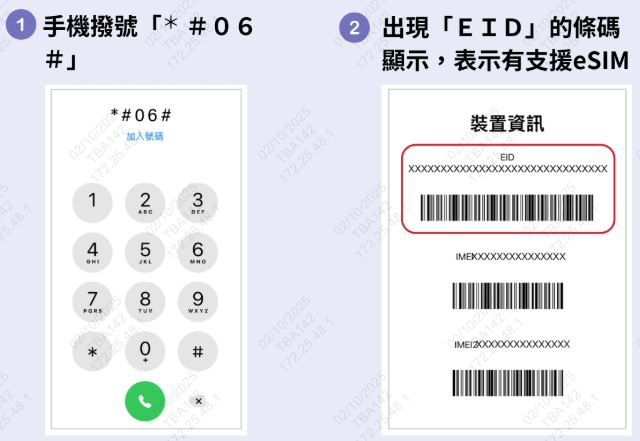 1 手機撥號「＊＃０６
＃」
*#06#
加入號碼
1 2 3
ABC DEF
4 5 6
GHI JKL MNO
7 8 9
PQRS TUV WXYZ
* 0 #
+
2 出現「ＥＩＤ」的條碼
顯示，表示有支援eSIM
裝置資訊
EID
XXXXXXXXXXXXXXXXXXXXXXXXXXXXXXXX
IMEIXXXXXXXXXXXXXXX
IMEI2XXXXXXXXXXXXXXX
02/10/2025
TBA142
172.25.48.1